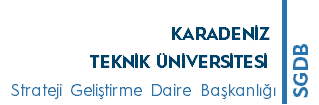 KARADENİZ
TEKNİK ÜNİVERSİTESİ
Strateji Geliştirme Daire Başkanlığı
SGDB